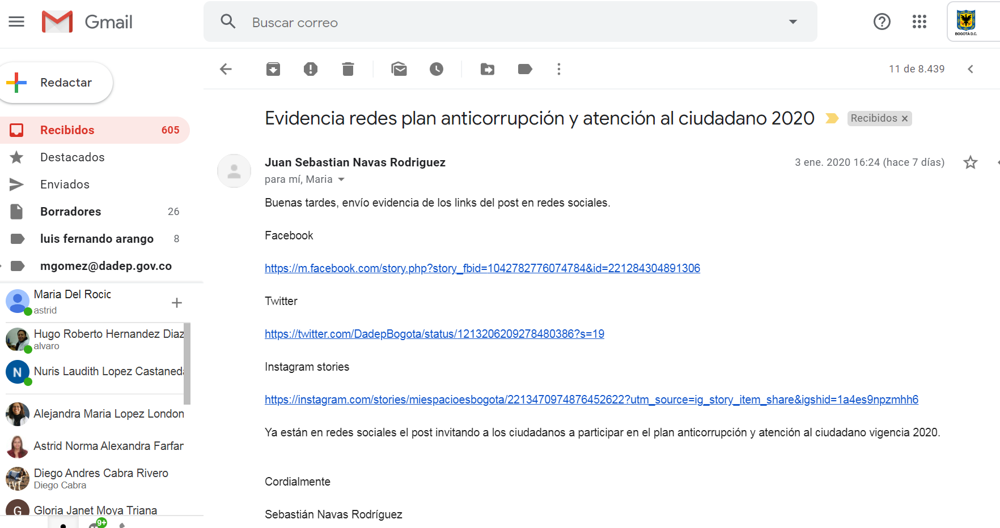 Gmail
Buscar correo
BOGOTÁ D.C.
Redactar
11 de 8.439
Recibidos 605
Destacados
Enviados
Borradores 26
luis fernando arango 8
mgomez@dadep.gov.co
Maria Del Rocic
astrid
Hugo Roberto Hernandez Diaz
alvaro
N
Nuris Laudith Lopez Castaneda
Alejandra Maria Lopez London
Astrid Norma Alexandra Farfar
Diego Andres Cabra Rivero
Diego Cabra
G
Gloria Janet Moya Triana
9+
Evidencia redes plan anticorrupción y atención al ciudadano 2020
Recibidos x
Juan Sebastian Navas Rodriguez
3 ene. 2020 16:24 (hace 7 días)
para mí, Maria
Buenas tardes, envío evidencia de los links del post en redes sociales.
Facebook
https://m.facebook.com/story.php?story_fbid=1042782776074784&id=221284304891306
Twitter
https://twitter.com/DadepBogota/status/1213206209278480386?s=19
Instagram stories
https://instagram.com/stories/miespacioesbogota/2213470974876452622?utm_source=ig_story_item_share&igshid=1a4es9npzmhh6
Ya están en redes sociales el post invitando a los ciudadanos a participar en el plan anticorrupción y atención al ciudadano vigencia 2020.
Cordialmente
Sebastián Navas Rodríguez